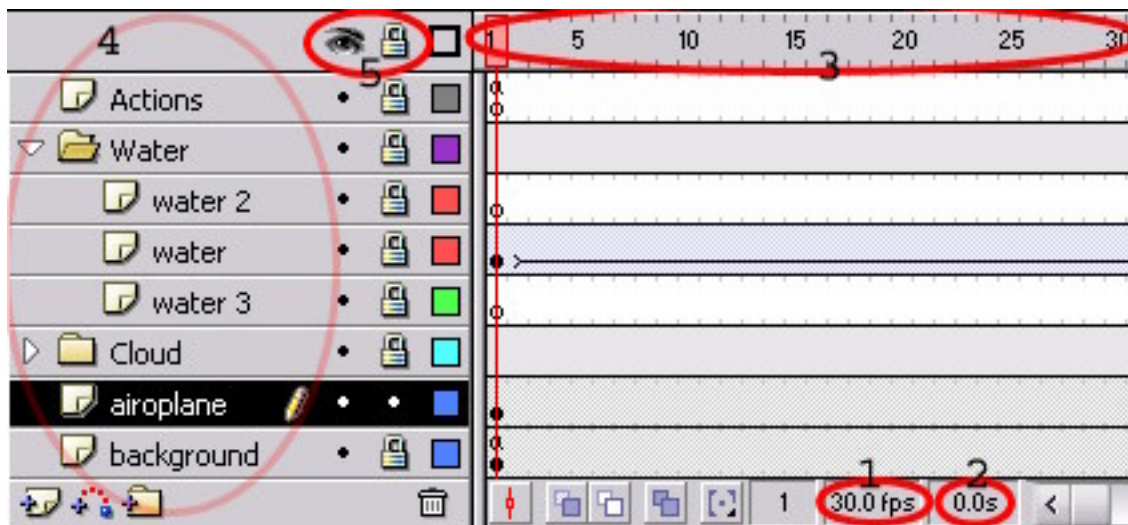 4 5 1 5 10 15 20 25 30
3
Actions
Water
water 2
water
water 3
Cloud
airoplane
background
1 2
1 30.0 fps 0.0s